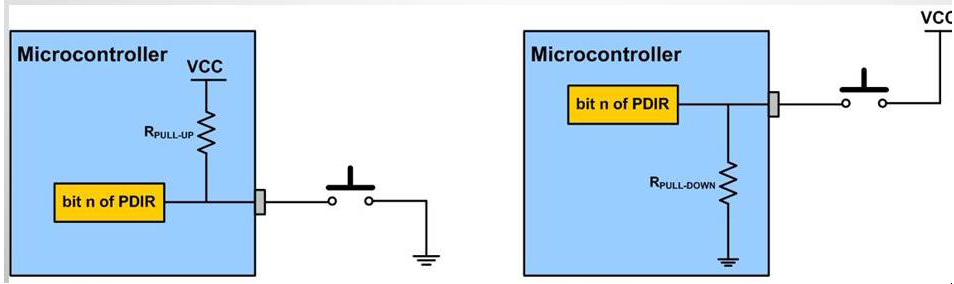 Microcontroller
VCC
RPULL-UP
bit n of PDIR
VCC
Microcontroller
bit n of PDIR
RPULL-DOWN